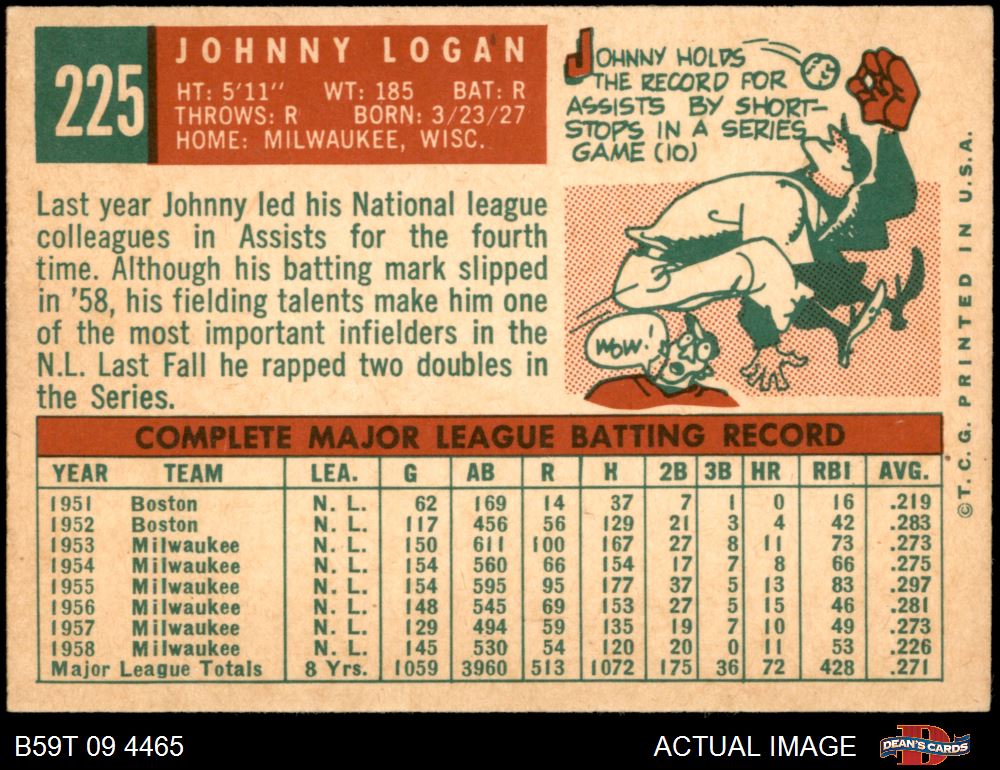 225
JOHNNY LOGAN
HT: 5'11" WT: 185 BAT: R
THROWS: R BORN: 3/23/27
HOME: MILWAUKEE, WISC.
Last year Johnny led his National league
colleagues in Assists for the fourth
time. Although his batting mark slipped
in '58, his fielding talents make him one
of the most important infielders in the
N.L. Last Fall he rapped two doubles in
the Series.
JOHNNY HOLDS
THE RECORD FOR
ASSISTS BY SHORT-
STOPS IN A SERIES
GAME (10)
WOW!
©T.C.G. PRINTED IN U.S.A.
COMPLETE MAJOR LEAGUE BATTING RECORD
YEAR TEAM LEA. G AB R H 2B 3B HR RBI AVG.
1951 Boston N. L. 62 169 14 37 7 1 0 16 .219
1952 Boston N. L. 117 456 56 129 21 3 4 42 .283
1953 Milwaukee N. L. 150 611 100 167 27 8 11 73 .273
1954 Milwaukee N. L. 154 560 66 154 17 7 8 66 .275
1955 Milwaukee N. L. 154 595 95 177 37 5 13 83 .297
1956 Milwaukee N. L. 148 545 69 153 27 5 15 46 .281
1957 Milwaukee N. L. 129 494 59 135 19 7 10 49 .273
1958 Milwaukee N. L. 145 530 54 120 20 0 11 53 .226
Major League Totals 8 Yrs. 1059 3960 513 1072 175 36 72 428 .271
B59T 09 4465
ACTUAL IMAGE
D
DEAN'S CARDS